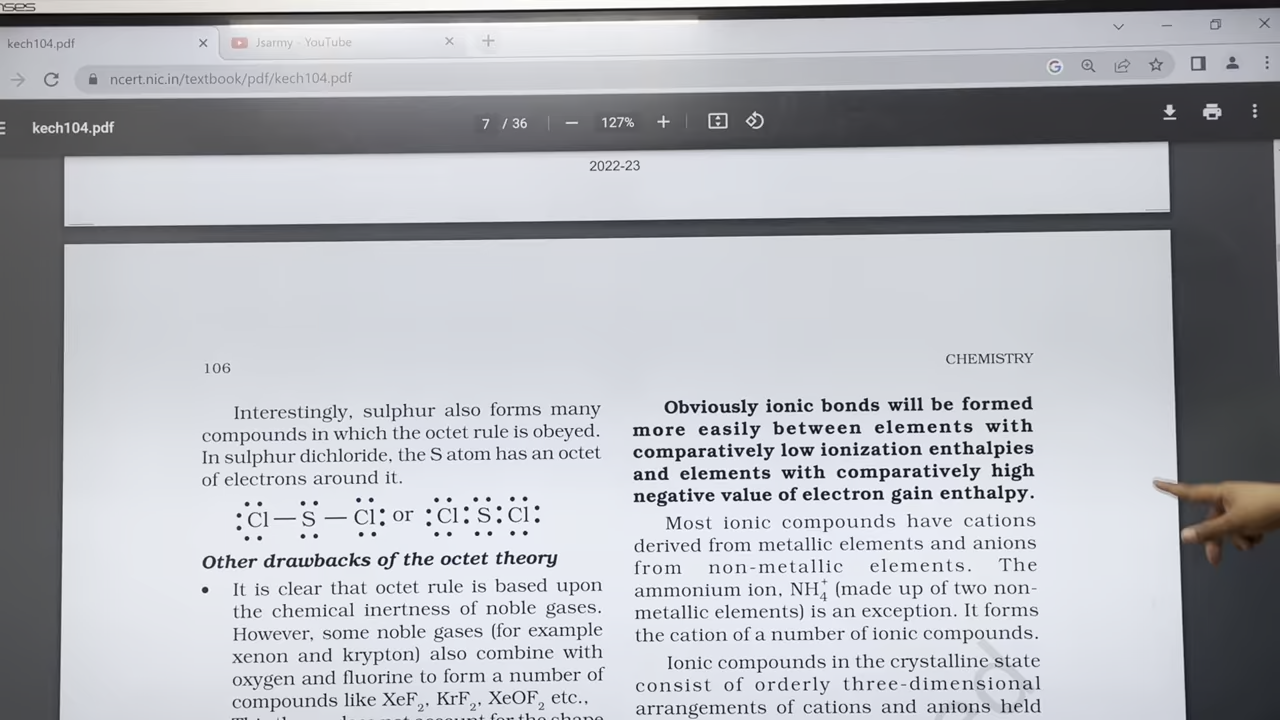 kech104.pdf
Jsarmy - YouTube
ncert.nic.in/textbook/pdf/kech104.pdf
kech104.pdf
7 / 36
127%
2022-23
106
CHEMISTRY
Interestingly, sulphur also forms many
compounds in which the octet rule is obeyed.
In sulphur dichloride, the S atom has an octet
of electrons around it.
:Cl — S — Cl: or :Cl:S:Cl:
Other drawbacks of the octet theory
• It is clear that octet rule is based upon
the chemical inertness of noble gases.
However, some noble gases (for example
xenon and krypton) also combine with
oxygen and fluorine to form a number of
compounds like XeF₂, KrF₂, XeOF₂ etc.,
Obviously ionic bonds will be formed
more easily between elements with
comparatively low ionization enthalpies
and elements with comparatively high
negative value of electron gain enthalpy.
Most ionic compounds have cations
derived from metallic elements and anions
from non-metallic elements. The
ammonium ion, NH₄⁺ (made up of two non-
metallic elements) is an exception. It forms
the cation of a number of ionic compounds.
Ionic compounds in the crystalline state
consist of orderly three-dimensional
arrangements of cations and anions held